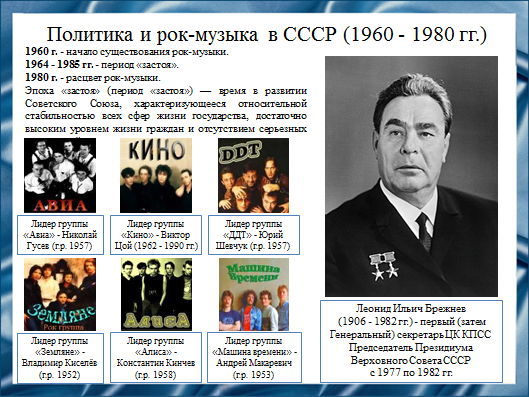 Политика и рок-музыка в СССР (1960 - 1980 гг.)
1960 г. - начало существования рок-музыки.
1964 - 1985 гг. - период «застоя».
1980 г. - расцвет рок-музыки.
Эпоха «застоя» (период «застоя») — время в развитии
Советского Союза, характеризующееся относительной
стабильностью всех сфер жизни государства, достаточно
высоким уровнем жизни граждан и отсутствием серьезных
АВИА
КИНО
DDT
Лидер группы
«Авиа» - Николай
Гусев (г.р. 1957)
Лидер группы
«Кино» - Виктор
Цой (1962 - 1990 гг.)
Лидер группы
«ДДТ» - Юрий
Шевчук (г.р. 1957)
Земляне
Рок группа
АлисА
Машина
Времени
Лидер группы
«Земляне» -
Владимир Киселёв
(г.р. 1952)
Лидер группы
«Алиса» -
Константин Кинчев
(г.р. 1958)
Лидер группы
«Машина времени» -
Андрей Макаревич
(г.р. 1953)
Леонид Ильич Брежнев
(1906 - 1982 гг.) - первый (затем
Генеральный) секретарь ЦК КПСС
Председатель Президиума
Верховного Совета СССР
с 1977 по 1982 гг.